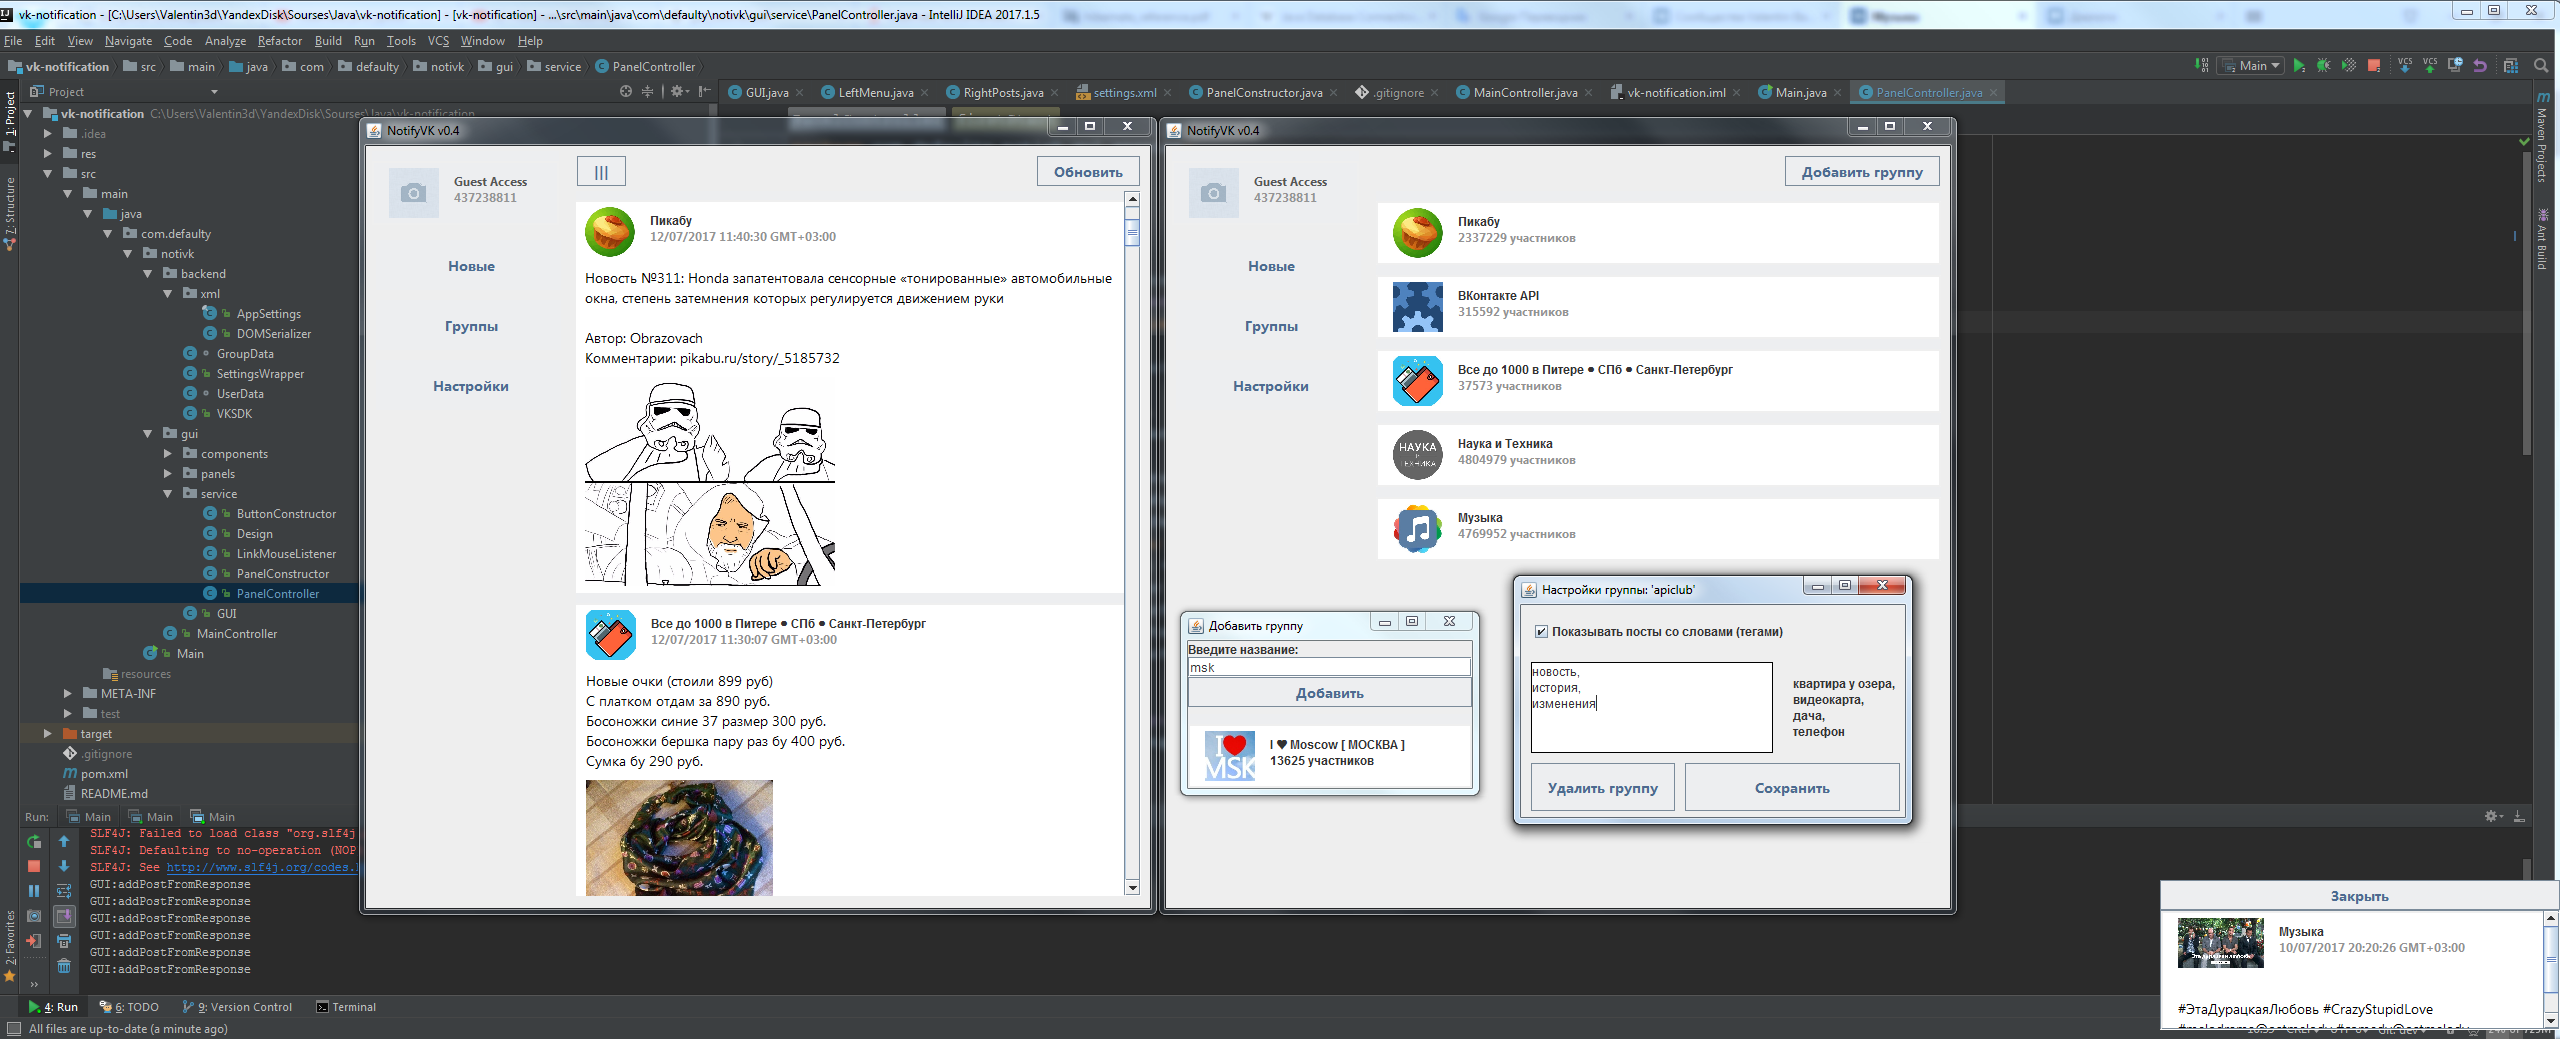 vk-notification - [C:\Users\Valentin3d\YandexDisk\Sourses\Java\vk-notification] - [vk-notification] - ...\src\main\java\com\defaulty\notivk\gui\service\PanelController.java - IntelliJ IDEA 2017.1.5
File Edit View Navigate Code Analyze Refactor Build Run Tools VCS Window Help
vk-notification src main java com defaulty notivk gui service PanelController
Main
Project
GUI.java LeftMenu.java RightPosts.java settings.xml PanelConstructor.java .gitignore MainController.java vk-notification.iml Main.java PanelController.java
1: Project
7: Structure
2: Favorites
Maven Projects
Ant Build
vk-notification C:\Users\Valentin3d\YandexDisk\Sourses\Java\vk-notification
.idea
res
src
main
java
com.defaulty
notivk
backend
xml
AppSettings
DOMSerializer
GroupData
SettingsWrapper
UserData
VKSDK
gui
components
panels
service
ButtonConstructor
Design
LinkMouseListener
PanelConstructor
PanelController
GUI
MainController
Main
resources
META-INF
test
target
.gitignore
pom.xml
README.md
Run: Main Main Main
SLF4J: Failed to load class "org.slf4j
SLF4J: Defaulting to no-operation (NOP
SLF4J: See http://www.slf4j.org/codes.
GUI:addPostFromResponse
GUI:addPostFromResponse
GUI:addPostFromResponse
GUI:addPostFromResponse
GUI:addPostFromResponse
GUI:addPostFromResponse
4: Run 6: TODO 9: Version Control Terminal
All files are up-to-date (a minute ago)
NotifyVK v0.4
Guest Access
437238811
|||
Обновить
Новые
Группы
Настройки
Пикабу
12/07/2017 11:40:30 GMT+03:00
Новость №311: Honda запатентовала сенсорные «тонированные» автомобильные
окна, степень затемнения которых регулируется движением руки
Автор: Obrazovach
Комментарии: pikabu.ru/story/_5185732
Все до 1000 в Питере ● СПб ● Санкт-Петербург
12/07/2017 11:30:07 GMT+03:00
Новые очки (стоили 899 руб)
С платком отдам за 890 руб.
Босоножки синие 37 размер 300 руб.
Босоножки бершка пару раз бу 400 руб.
Сумка бу 290 руб.
NotifyVK v0.4
Guest Access
437238811
Добавить группу
Новые
Группы
Настройки
Пикабу
2337229 участников
ВКонтакте API
315592 участников
Все до 1000 в Питере ● СПб ● Санкт-Петербург
37573 участников
НАУКА
И
ТЕХНИКА
Наука и Техника
4804979 участников
Музыка
4769952 участников
Добавить группу
Введите название:
msk
Добавить
I
MSK
I ♥ Moscow [ МОСКВА ]
13625 участников
Настройки группы: 'apiclub'
Показывать посты со словами (тегами)
новость,
история,
изменения
квартира у озера,
видеокарта,
дача,
телефон
Удалить группу
Сохранить
Закрыть
Музыка
10/07/2017 20:20:26 GMT+03:00
#ЭтаДурацкаяЛюбовь #CrazyStupidLove